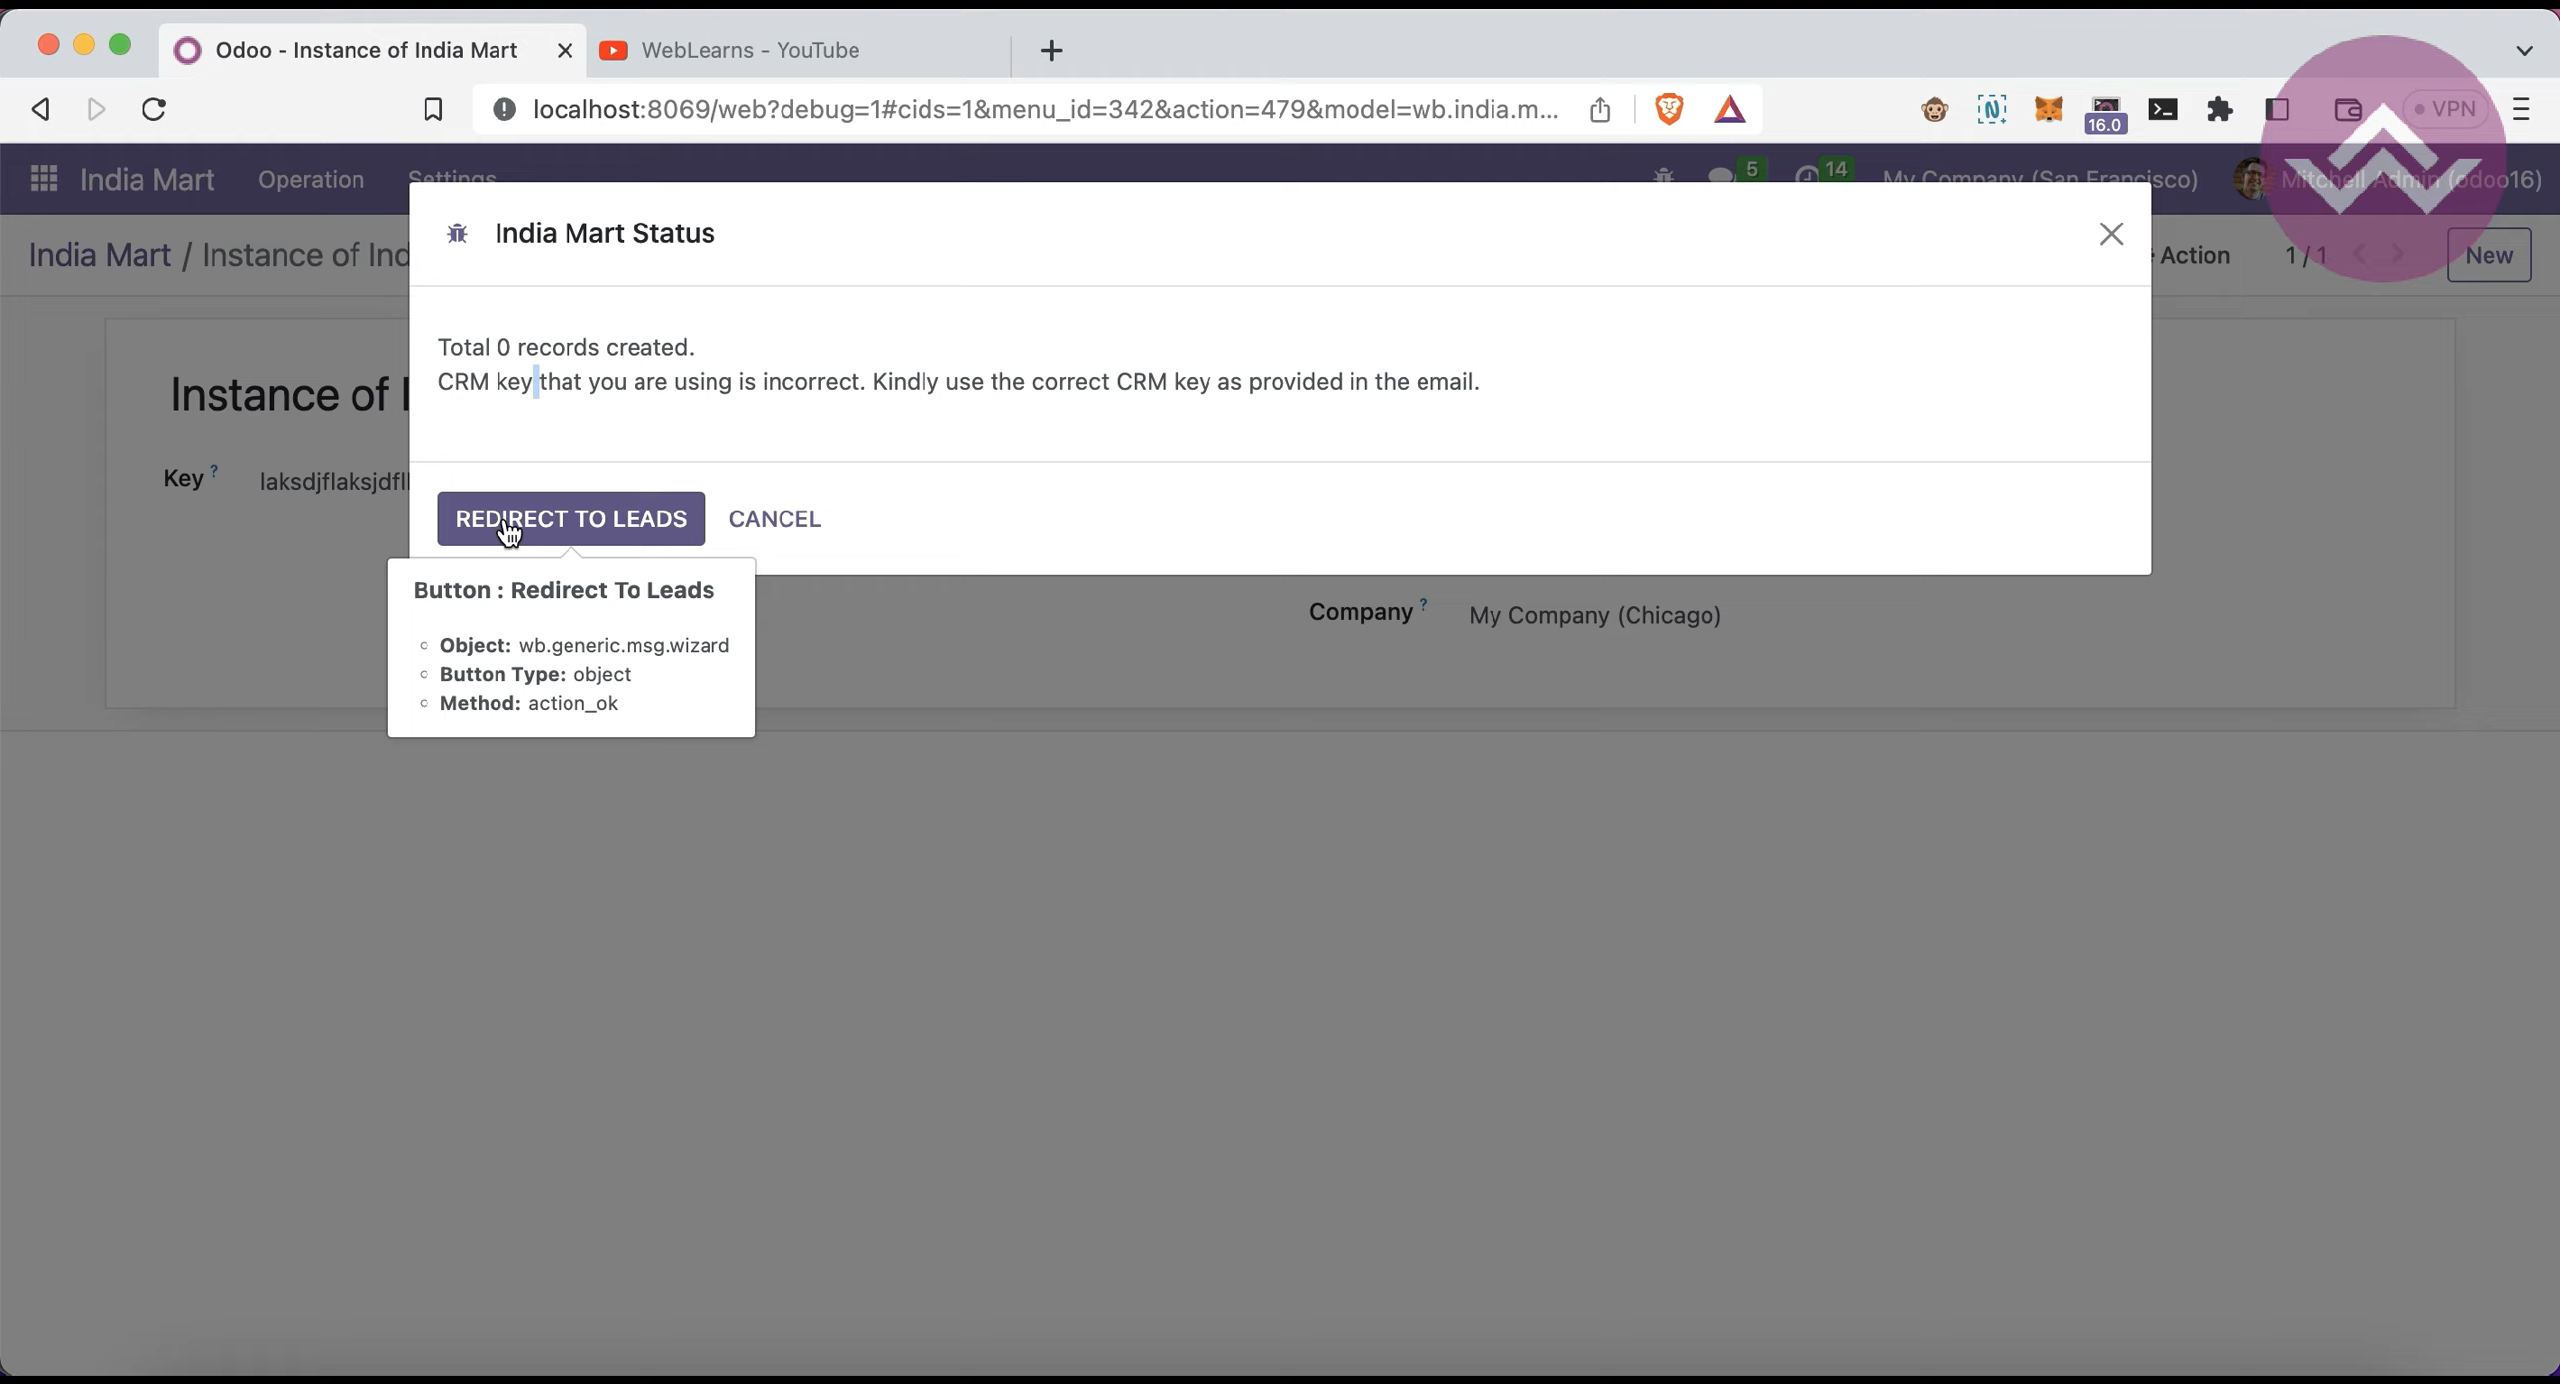 Odoo - Instance of India Mart
WebLearns - YouTube
localhost:8069/web?debug=1#cids=1&menu_id=342&action=479&model=wb.india.m...
16.0
VPN
India Mart
Operation
Settings
5
14
My Company (San Francisco)
Mitchell Admin (odoo16)
India Mart / Instance of Ind
Action
1 / 1
New
India Mart Status
Total 0 records created.
CRM key that you are using is incorrect. Kindly use the correct CRM key as provided in the email.
Instance of I
Key ?
REDIRECT TO LEADS
CANCEL
Button : Redirect To Leads
Object: wb.generic.msg.wizard
Button Type: object
Method: action_ok
Company ?
My Company (Chicago)